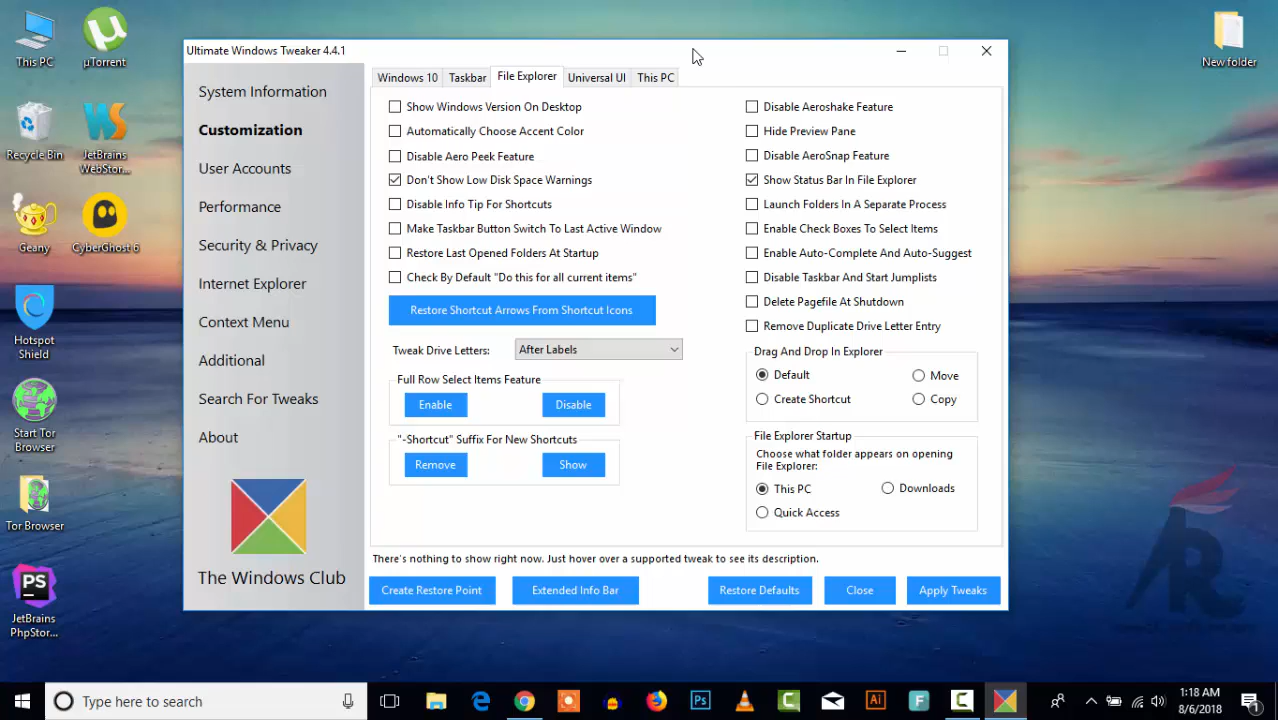 This PC
µTorrent
New folder
Recycle Bin
JetBrains
WebStor...
Geany
CyberGhost 6
Hotspot
Shield
Start Tor
Browser
Tor Browser
PS
JetBrains
PhpStor...
Ultimate Windows Tweaker 4.4.1
System Information
Customization
User Accounts
Performance
Security & Privacy
Internet Explorer
Context Menu
Additional
Search For Tweaks
About
The Windows Club
Windows 10
Taskbar
File Explorer
Universal UI
This PC
Show Windows Version On Desktop
Automatically Choose Accent Color
Disable Aero Peek Feature
Don't Show Low Disk Space Warnings
Disable Info Tip For Shortcuts
Make Taskbar Button Switch To Last Active Window
Restore Last Opened Folders At Startup
Check By Default "Do this for all current items"
Restore Shortcut Arrows From Shortcut Icons
Tweak Drive Letters:
After Labels
Full Row Select Items Feature
Enable
Disable
"-Shortcut" Suffix For New Shortcuts
Remove
Show
Disable Aeroshake Feature
Hide Preview Pane
Disable AeroSnap Feature
Show Status Bar In File Explorer
Launch Folders In A Separate Process
Enable Check Boxes To Select Items
Enable Auto-Complete And Auto-Suggest
Disable Taskbar And Start Jumplists
Delete Pagefile At Shutdown
Remove Duplicate Drive Letter Entry
Drag And Drop In Explorer
Default
Move
Create Shortcut
Copy
File Explorer Startup
Choose what folder appears on opening
File Explorer:
This PC
Downloads
Quick Access
There's nothing to show right now. Just hover over a supported tweak to see its description.
Create Restore Point
Extended Info Bar
Restore Defaults
Close
Apply Tweaks
Type here to search
Ps
Ai
F
1:18 AM
8/6/2018
1